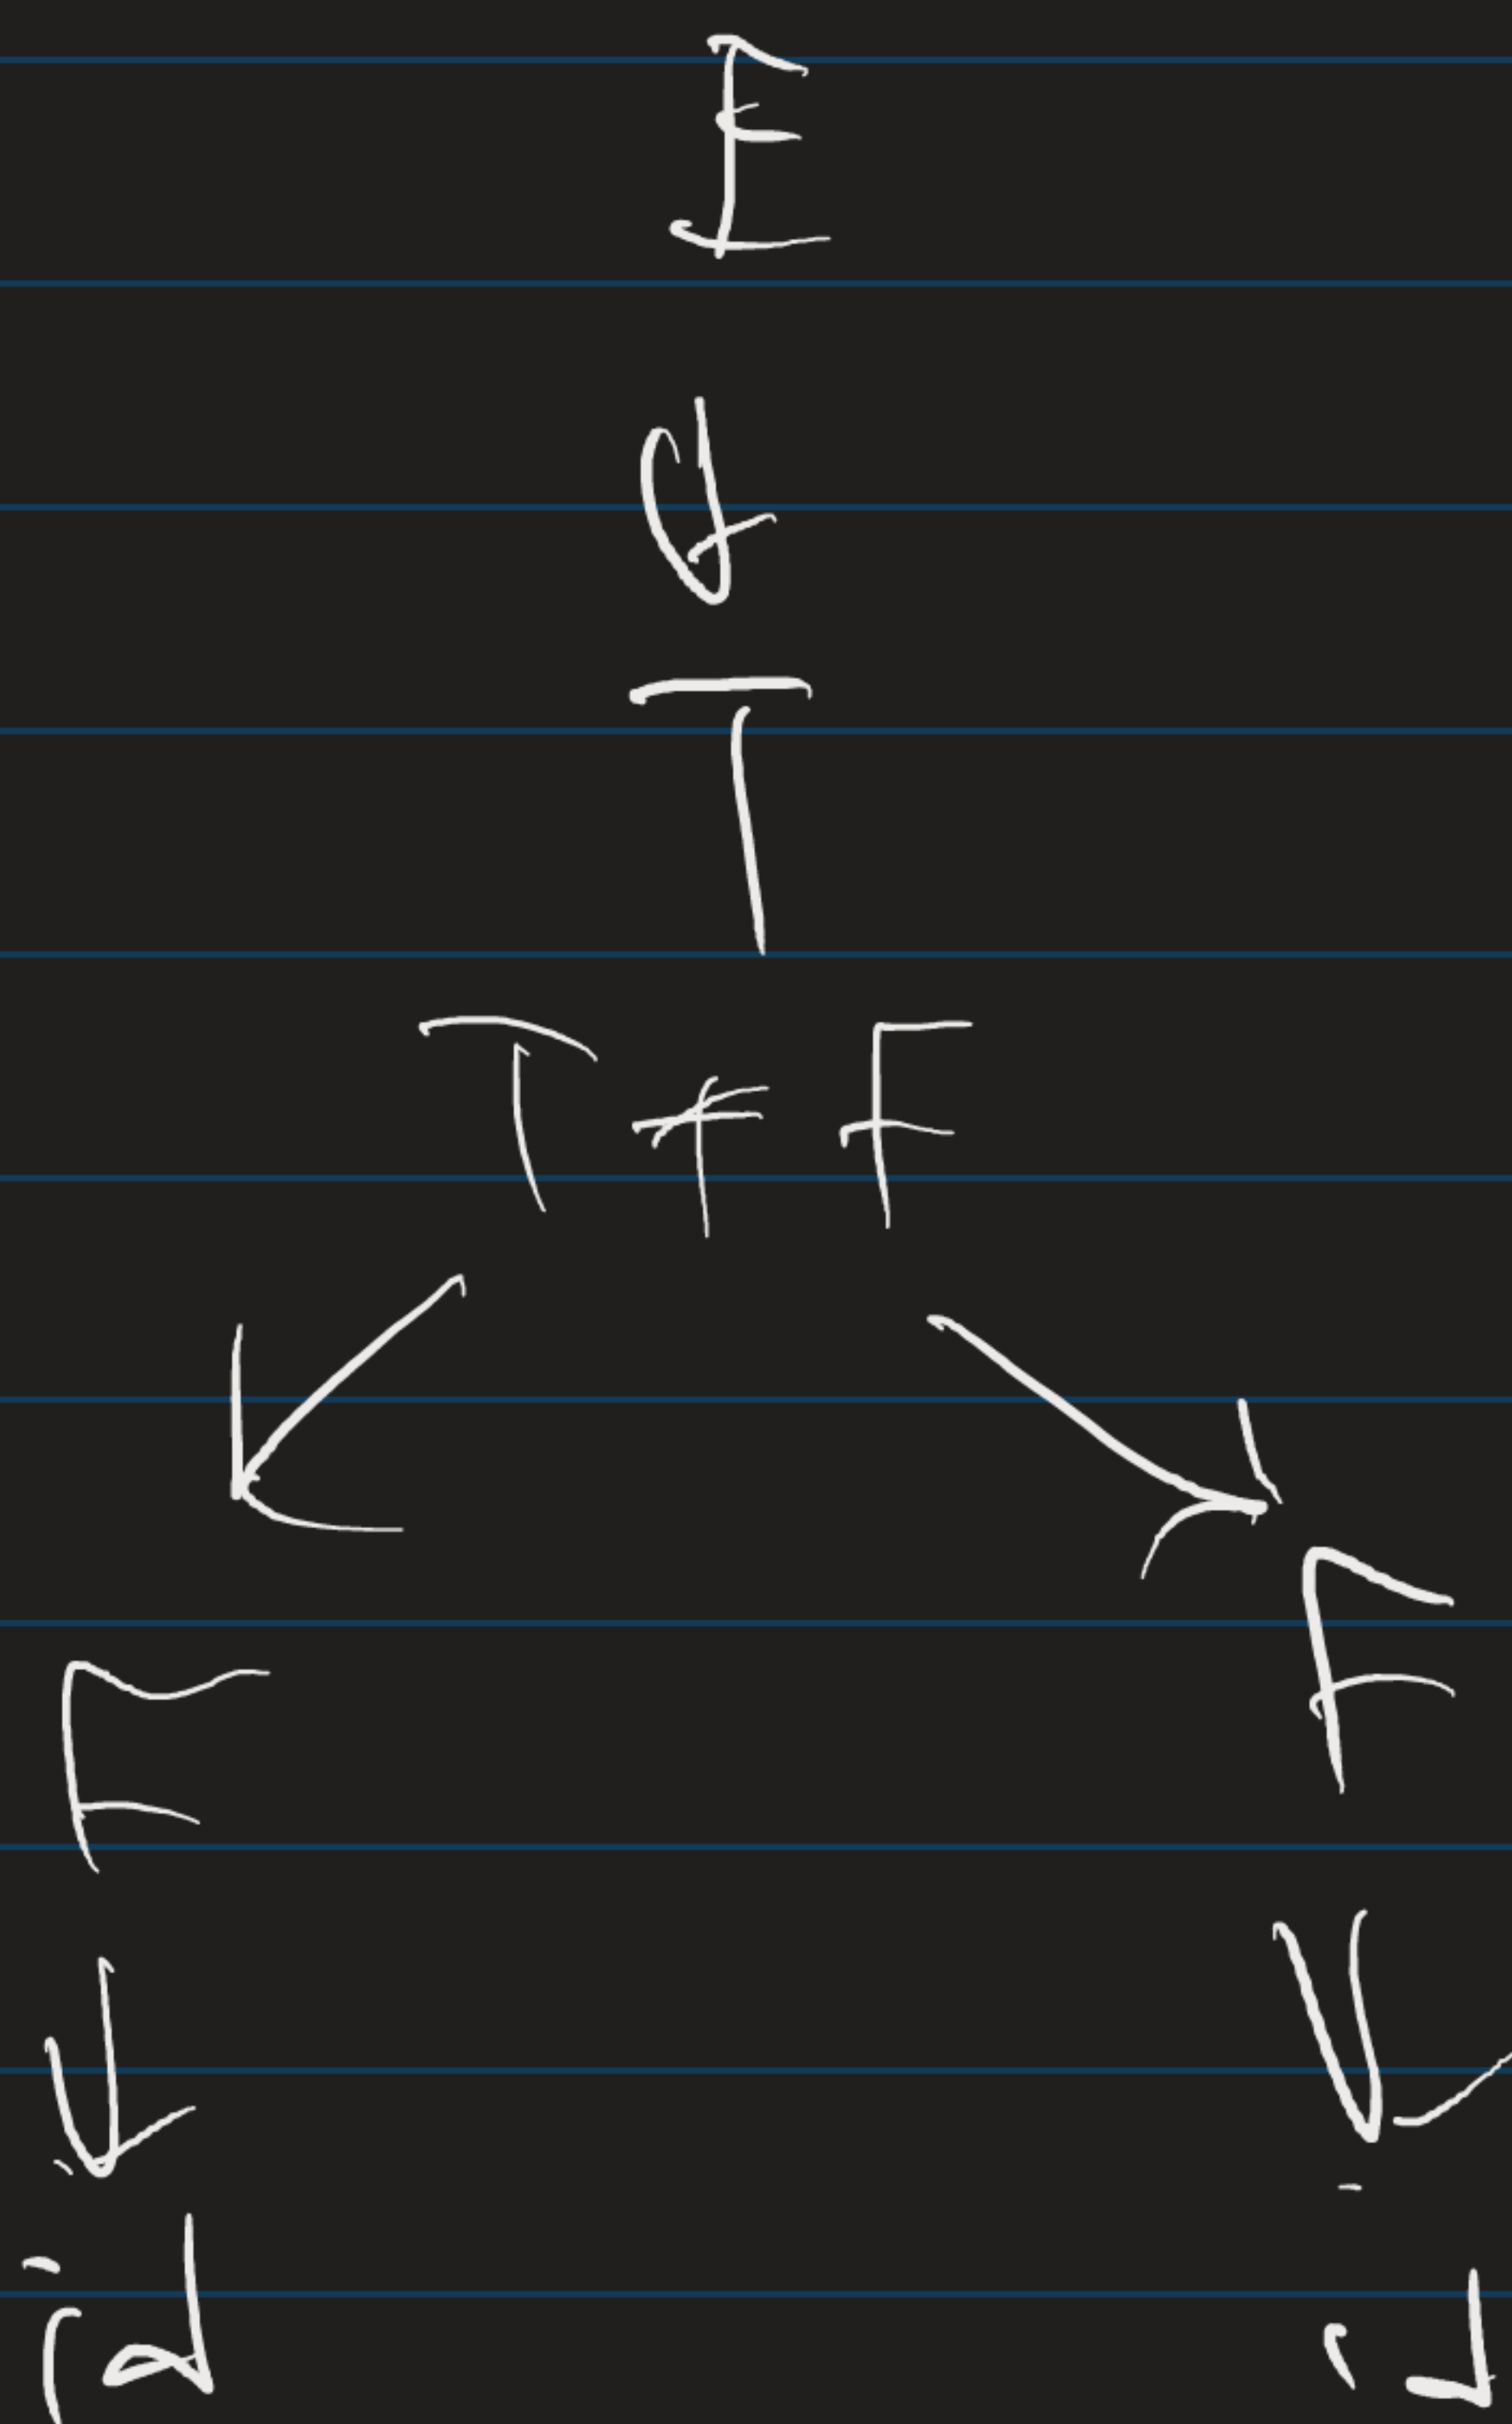 E
↓
T
T * F
↙ ↘
F F
↓ ↓
id id